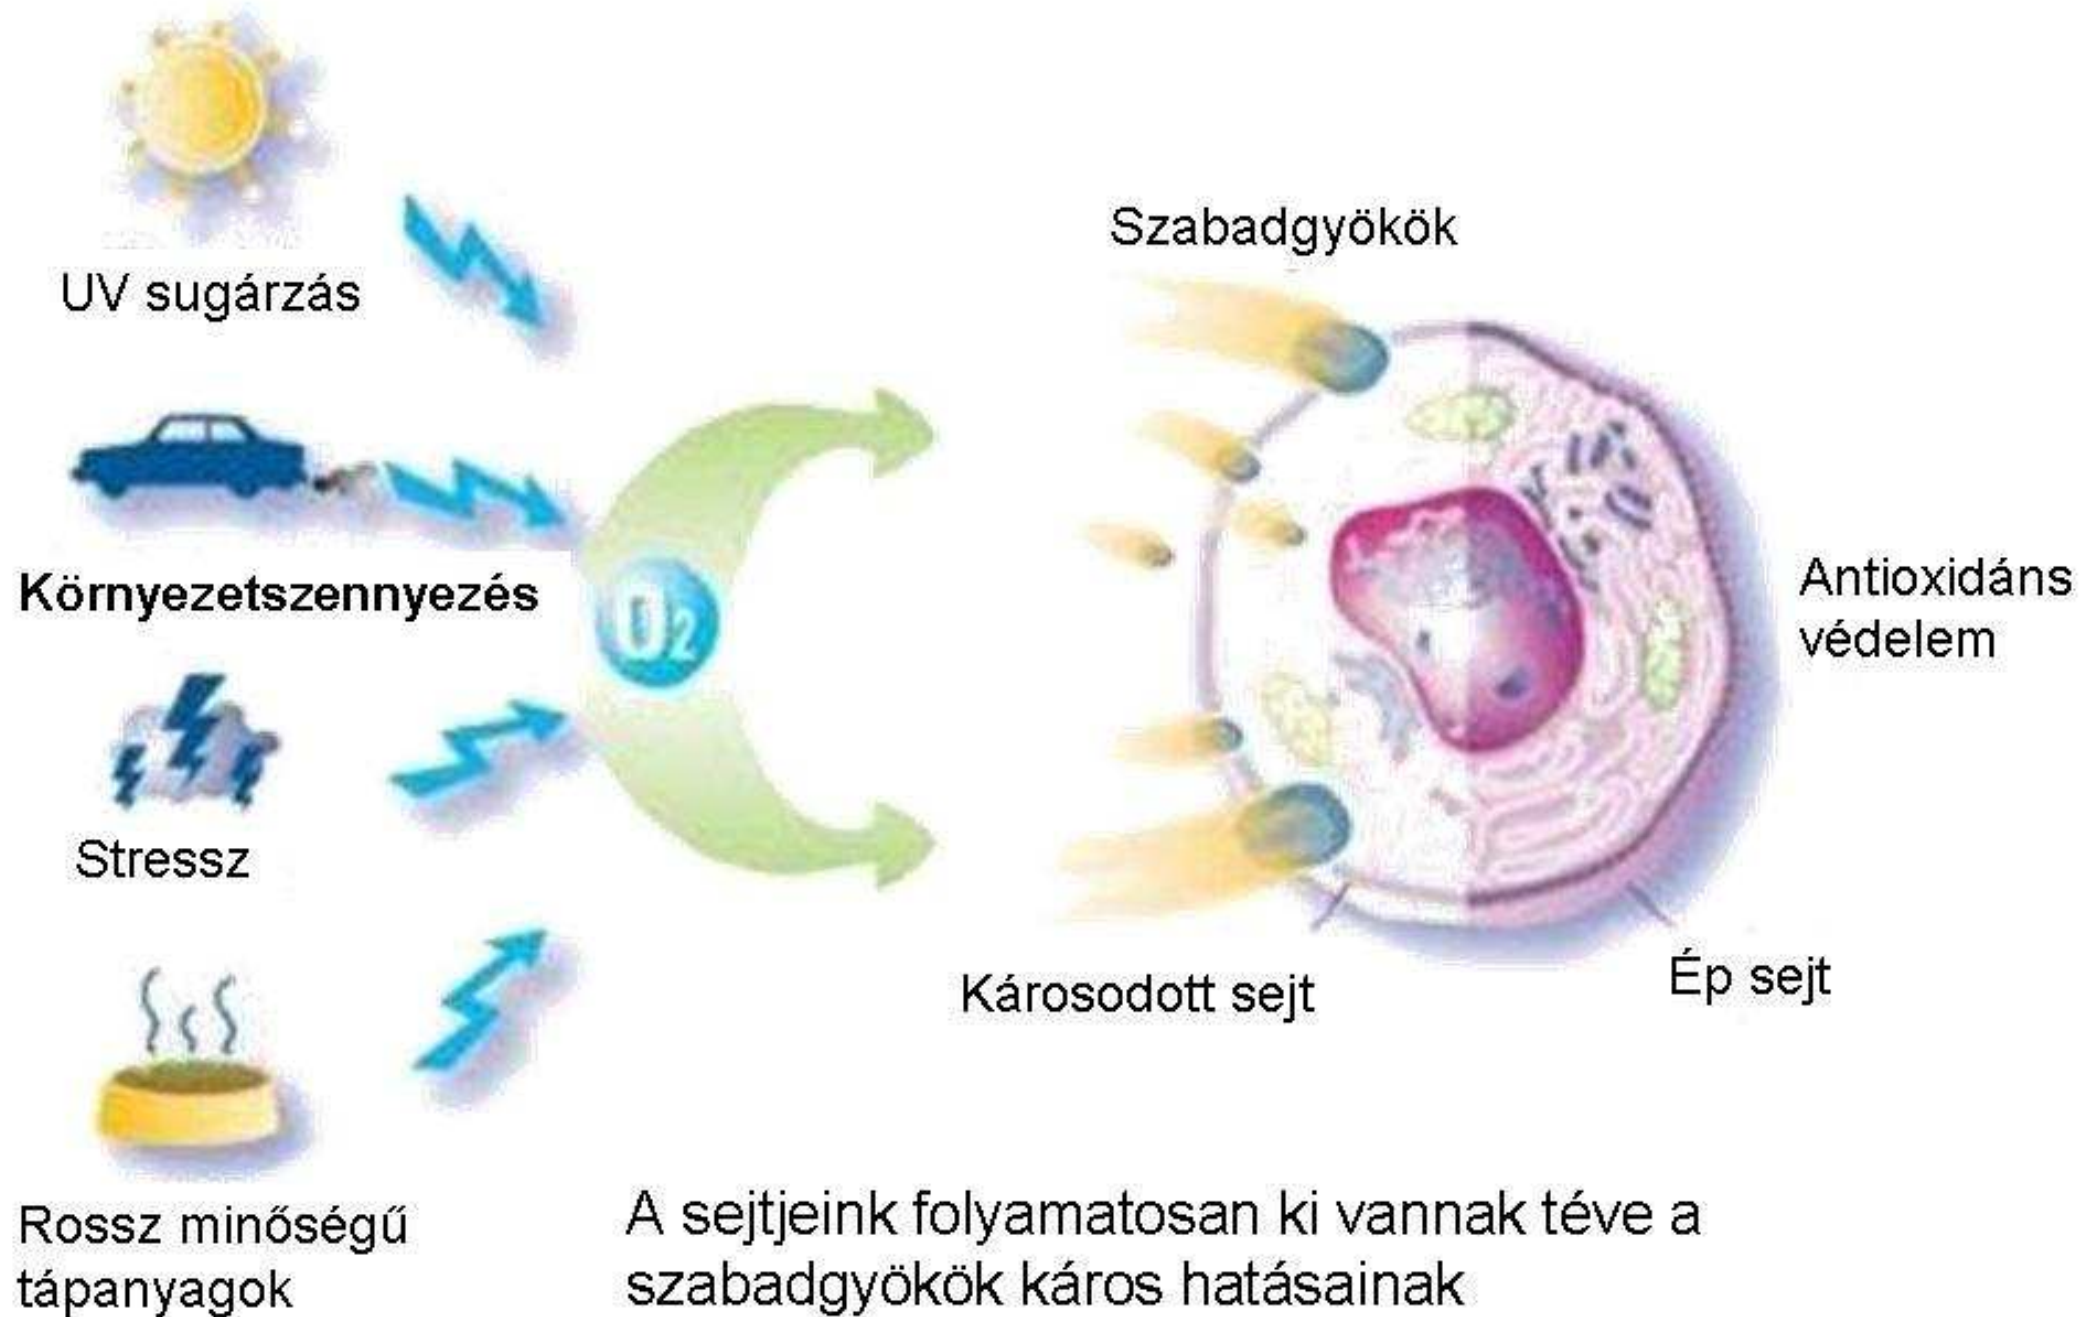 UV sugárzás
Környezetszennyezés
Stressz
Rossz minőségű
tápanyagok
O₂
Szabadgyökök
Antioxidáns
védelem
Károsodott sejt
Ép sejt
A sejtjeink folyamatosan ki vannak téve a
szabadgyökök káros hatásainak